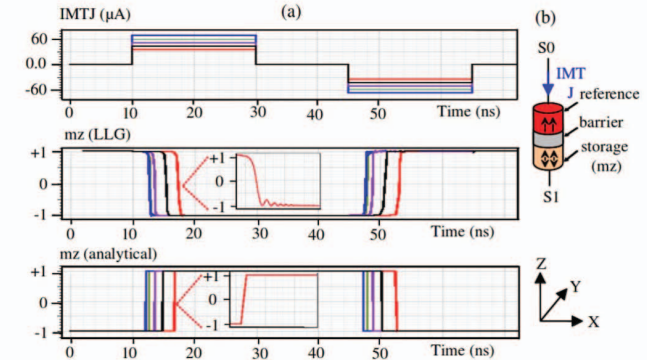 IMTJ (µA)
(a)
60
0.0
-60
0 10 20 30 40 50 Time (ns)
mz (LLG)
+1
0
-1
+1
0
-1
0 10 20 30 40 50 Time (ns)
mz (analytical)
+1
0
-1
+1
0
-1
0 10 20 30 40 50 Time (ns)
(b)
S0
IMT
J
reference
barrier
storage
(mz)
S1
Z
Y
X